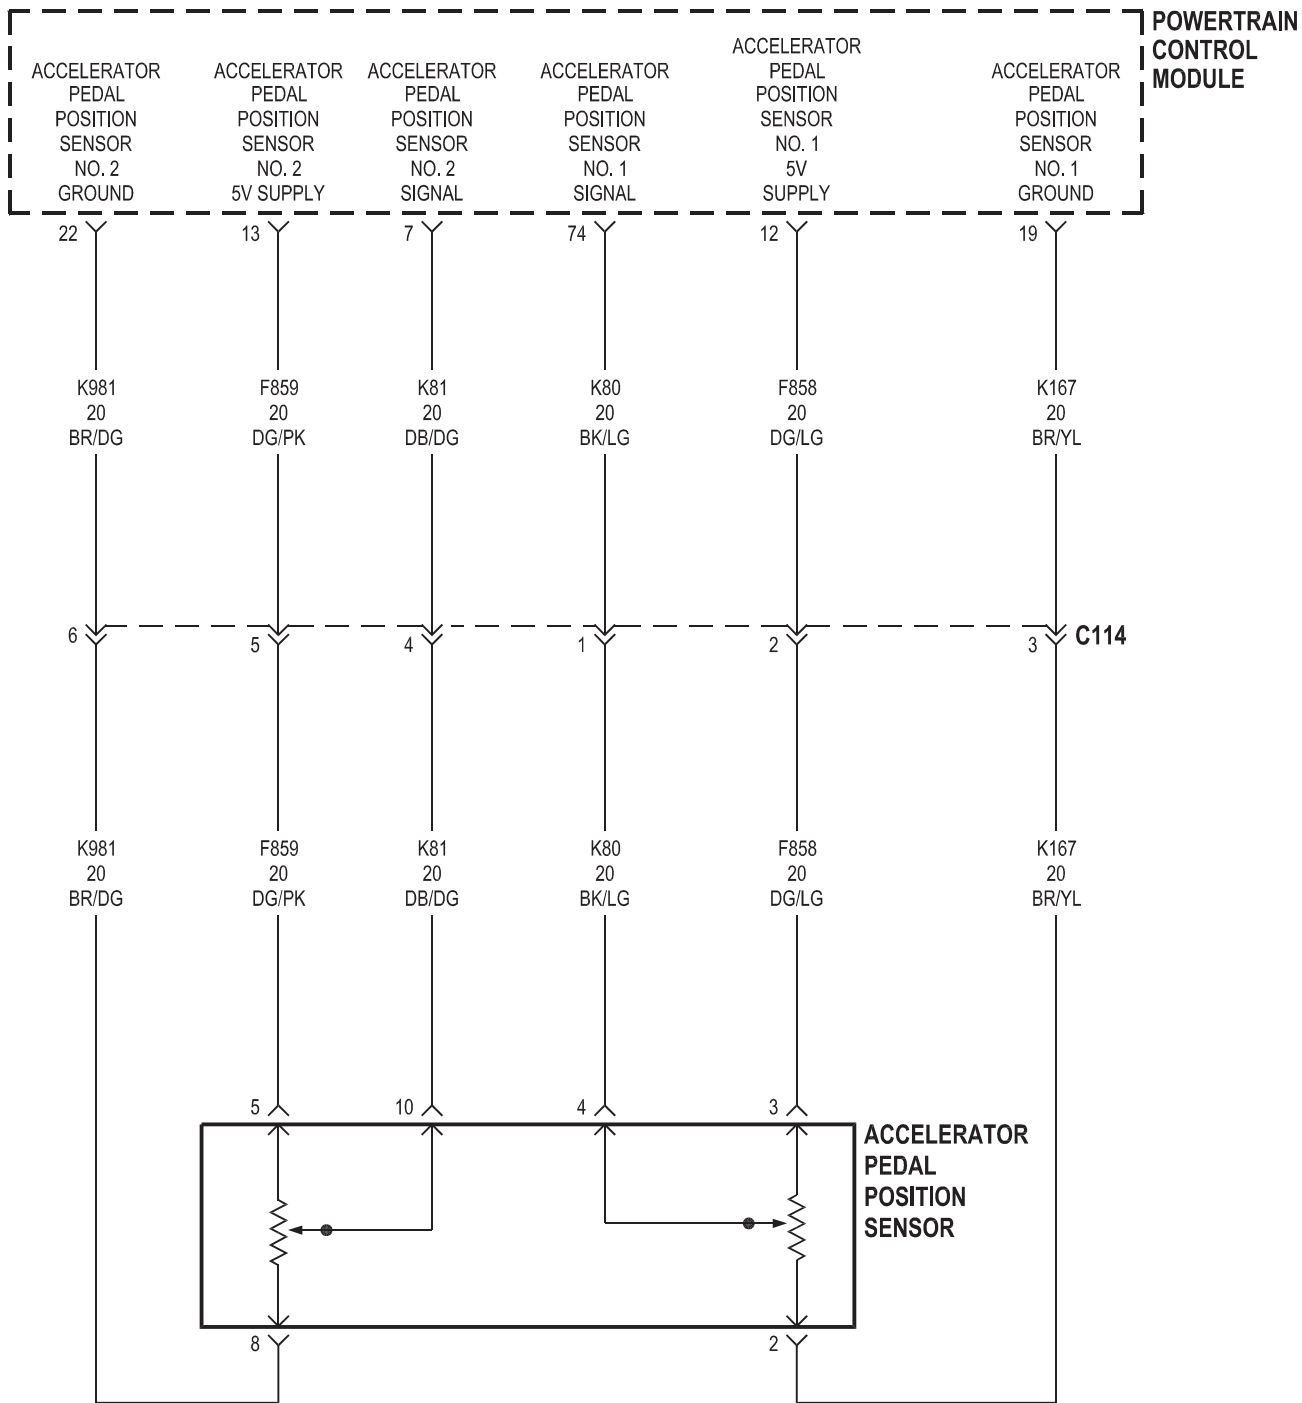 POWERTRAIN
CONTROL
MODULE
ACCELERATOR
PEDAL
POSITION
SENSOR
NO. 2
GROUND
ACCELERATOR
PEDAL
POSITION
SENSOR
NO. 2
5V SUPPLY
ACCELERATOR
PEDAL
POSITION
SENSOR
NO. 2
SIGNAL
ACCELERATOR
PEDAL
POSITION
SENSOR
NO. 1
SIGNAL
ACCELERATOR
PEDAL
POSITION
SENSOR
NO. 1
5V
SUPPLY
ACCELERATOR
PEDAL
POSITION
SENSOR
NO. 1
GROUND
22 13 7 74 12 19
K981 F859 K81 K80 F858 K167
20 20 20 20 20 20
BR/DG DG/PK DB/DG BK/LG DG/LG BR/YL
6 5 4 1 2 3 C114
K981 F859 K81 K80 F858 K167
20 20 20 20 20 20
BR/DG DG/PK DB/DG BK/LG DG/LG BR/YL
5 10 4 3
ACCELERATOR
PEDAL
POSITION
SENSOR
8 2